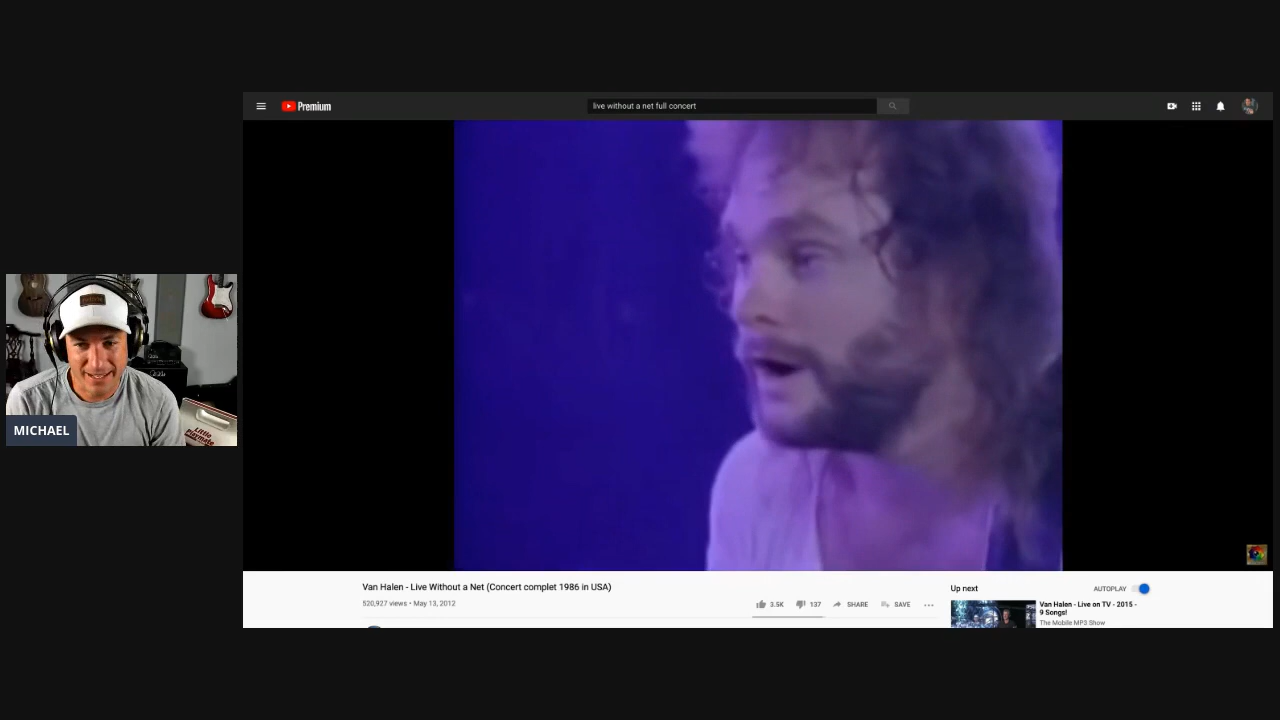 Premium
live without a net full concert
MICHAEL
Little
playmate
Van Halen - Live Without a Net (Concert complet 1986 in USA)
520,927 views • May 13, 2012
3.5K
137
SHARE
SAVE
Up next
AUTOPLAY
Van Halen - Live on TV - 2015 -
9 Songs!
The Mobile MP3 Show